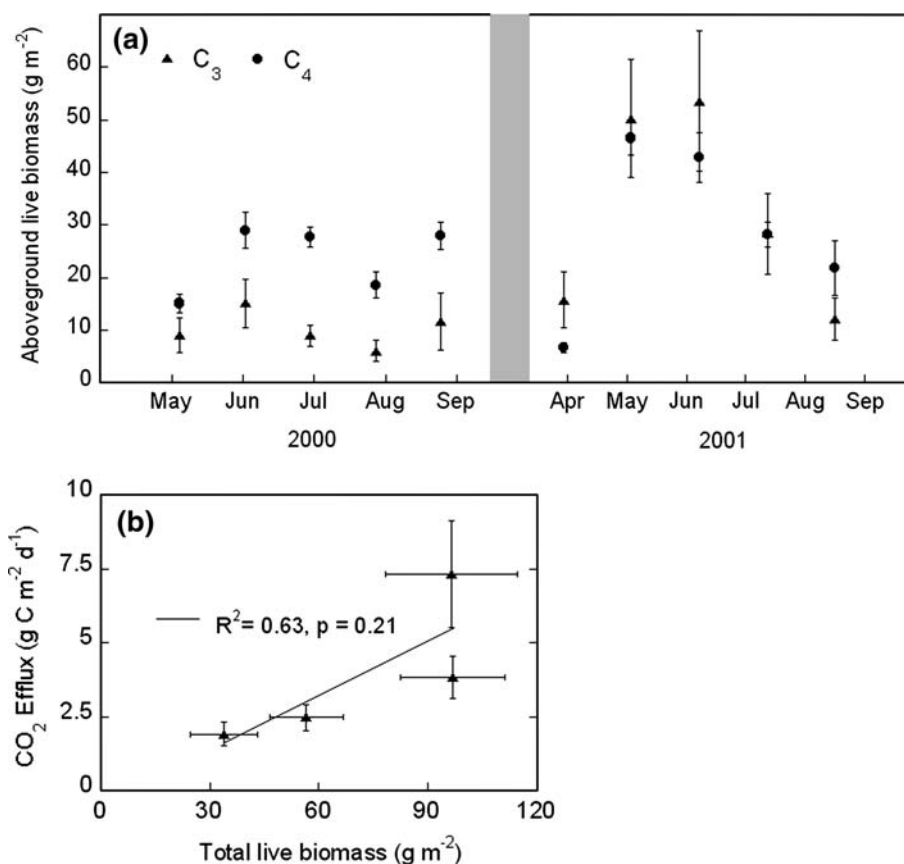 (a)
C₃ C₄
Aboveground live biomass (g m⁻²)
60
50
40
30
20
10
0
May Jun Jul Aug Sep Apr May Jun Jul Aug Sep
2000 2001
(b)
CO₂ Efflux (g C m⁻² d⁻¹)
10
7.5
5
2.5
0
R²= 0.63, p = 0.21
0 30 60 90 120
Total live biomass (g m⁻²)